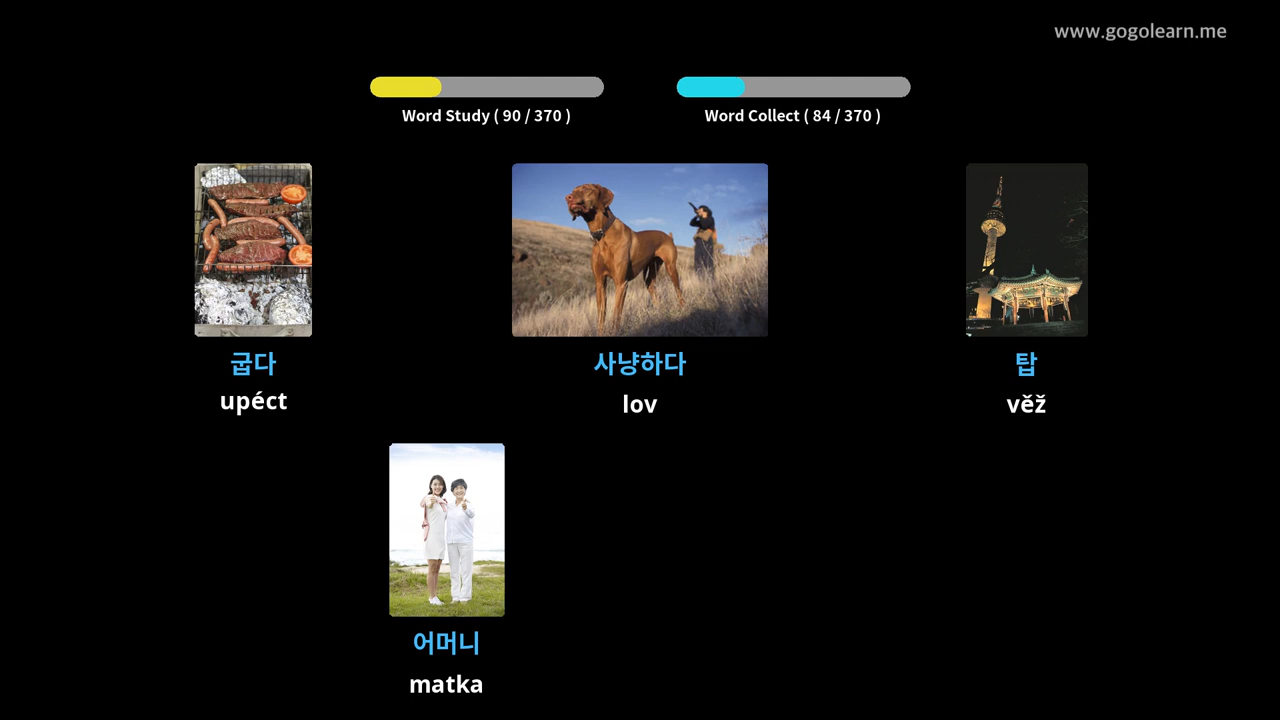 www.gogolearn.me
Word Study ( 90 / 370 )
Word Collect ( 84 / 370 )
굽다
upéct
사냥하다
lov
탑
věž
어머니
matka